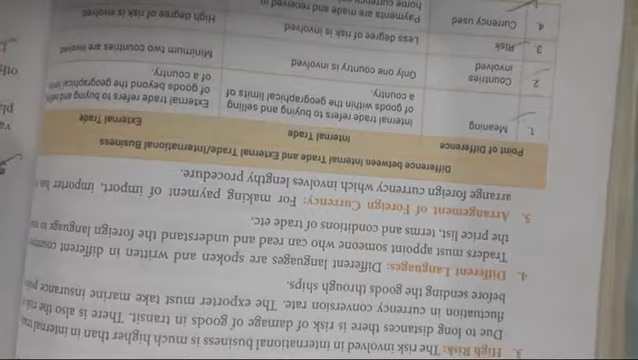 3. High Risk: The risk involved in international business is much higher than in internal
Due to long distances there is risk of damage of goods in transit. There is also the
fluctuation in currency conversion rate. The exporter must take marine insurance
before sending the goods through ships.
4. Different Languages: Different languages are spoken and written in different
Traders must appoint someone who can read and understand the foreign language to
the price list, terms and conditions of trade etc.
5. Arrangement of Foreign Currency: For making payment of import, importer
arrange foreign currency which involves lengthy procedure.
Difference between Internal Trade and External Trade/International Business
Point of Difference Internal Trade External Trade
1. Meaning Internal trade refers to buying and selling External trade refers to buying and
of goods within the geographical limits of of goods beyond the geographical
a country. of a country.
2 Countries Only one country is involved Minimum two countries are involved
involved
3 Risk Less degree of risk is involved. High degree of risk is involved
4. Currency used Payments are made and received in
home currency